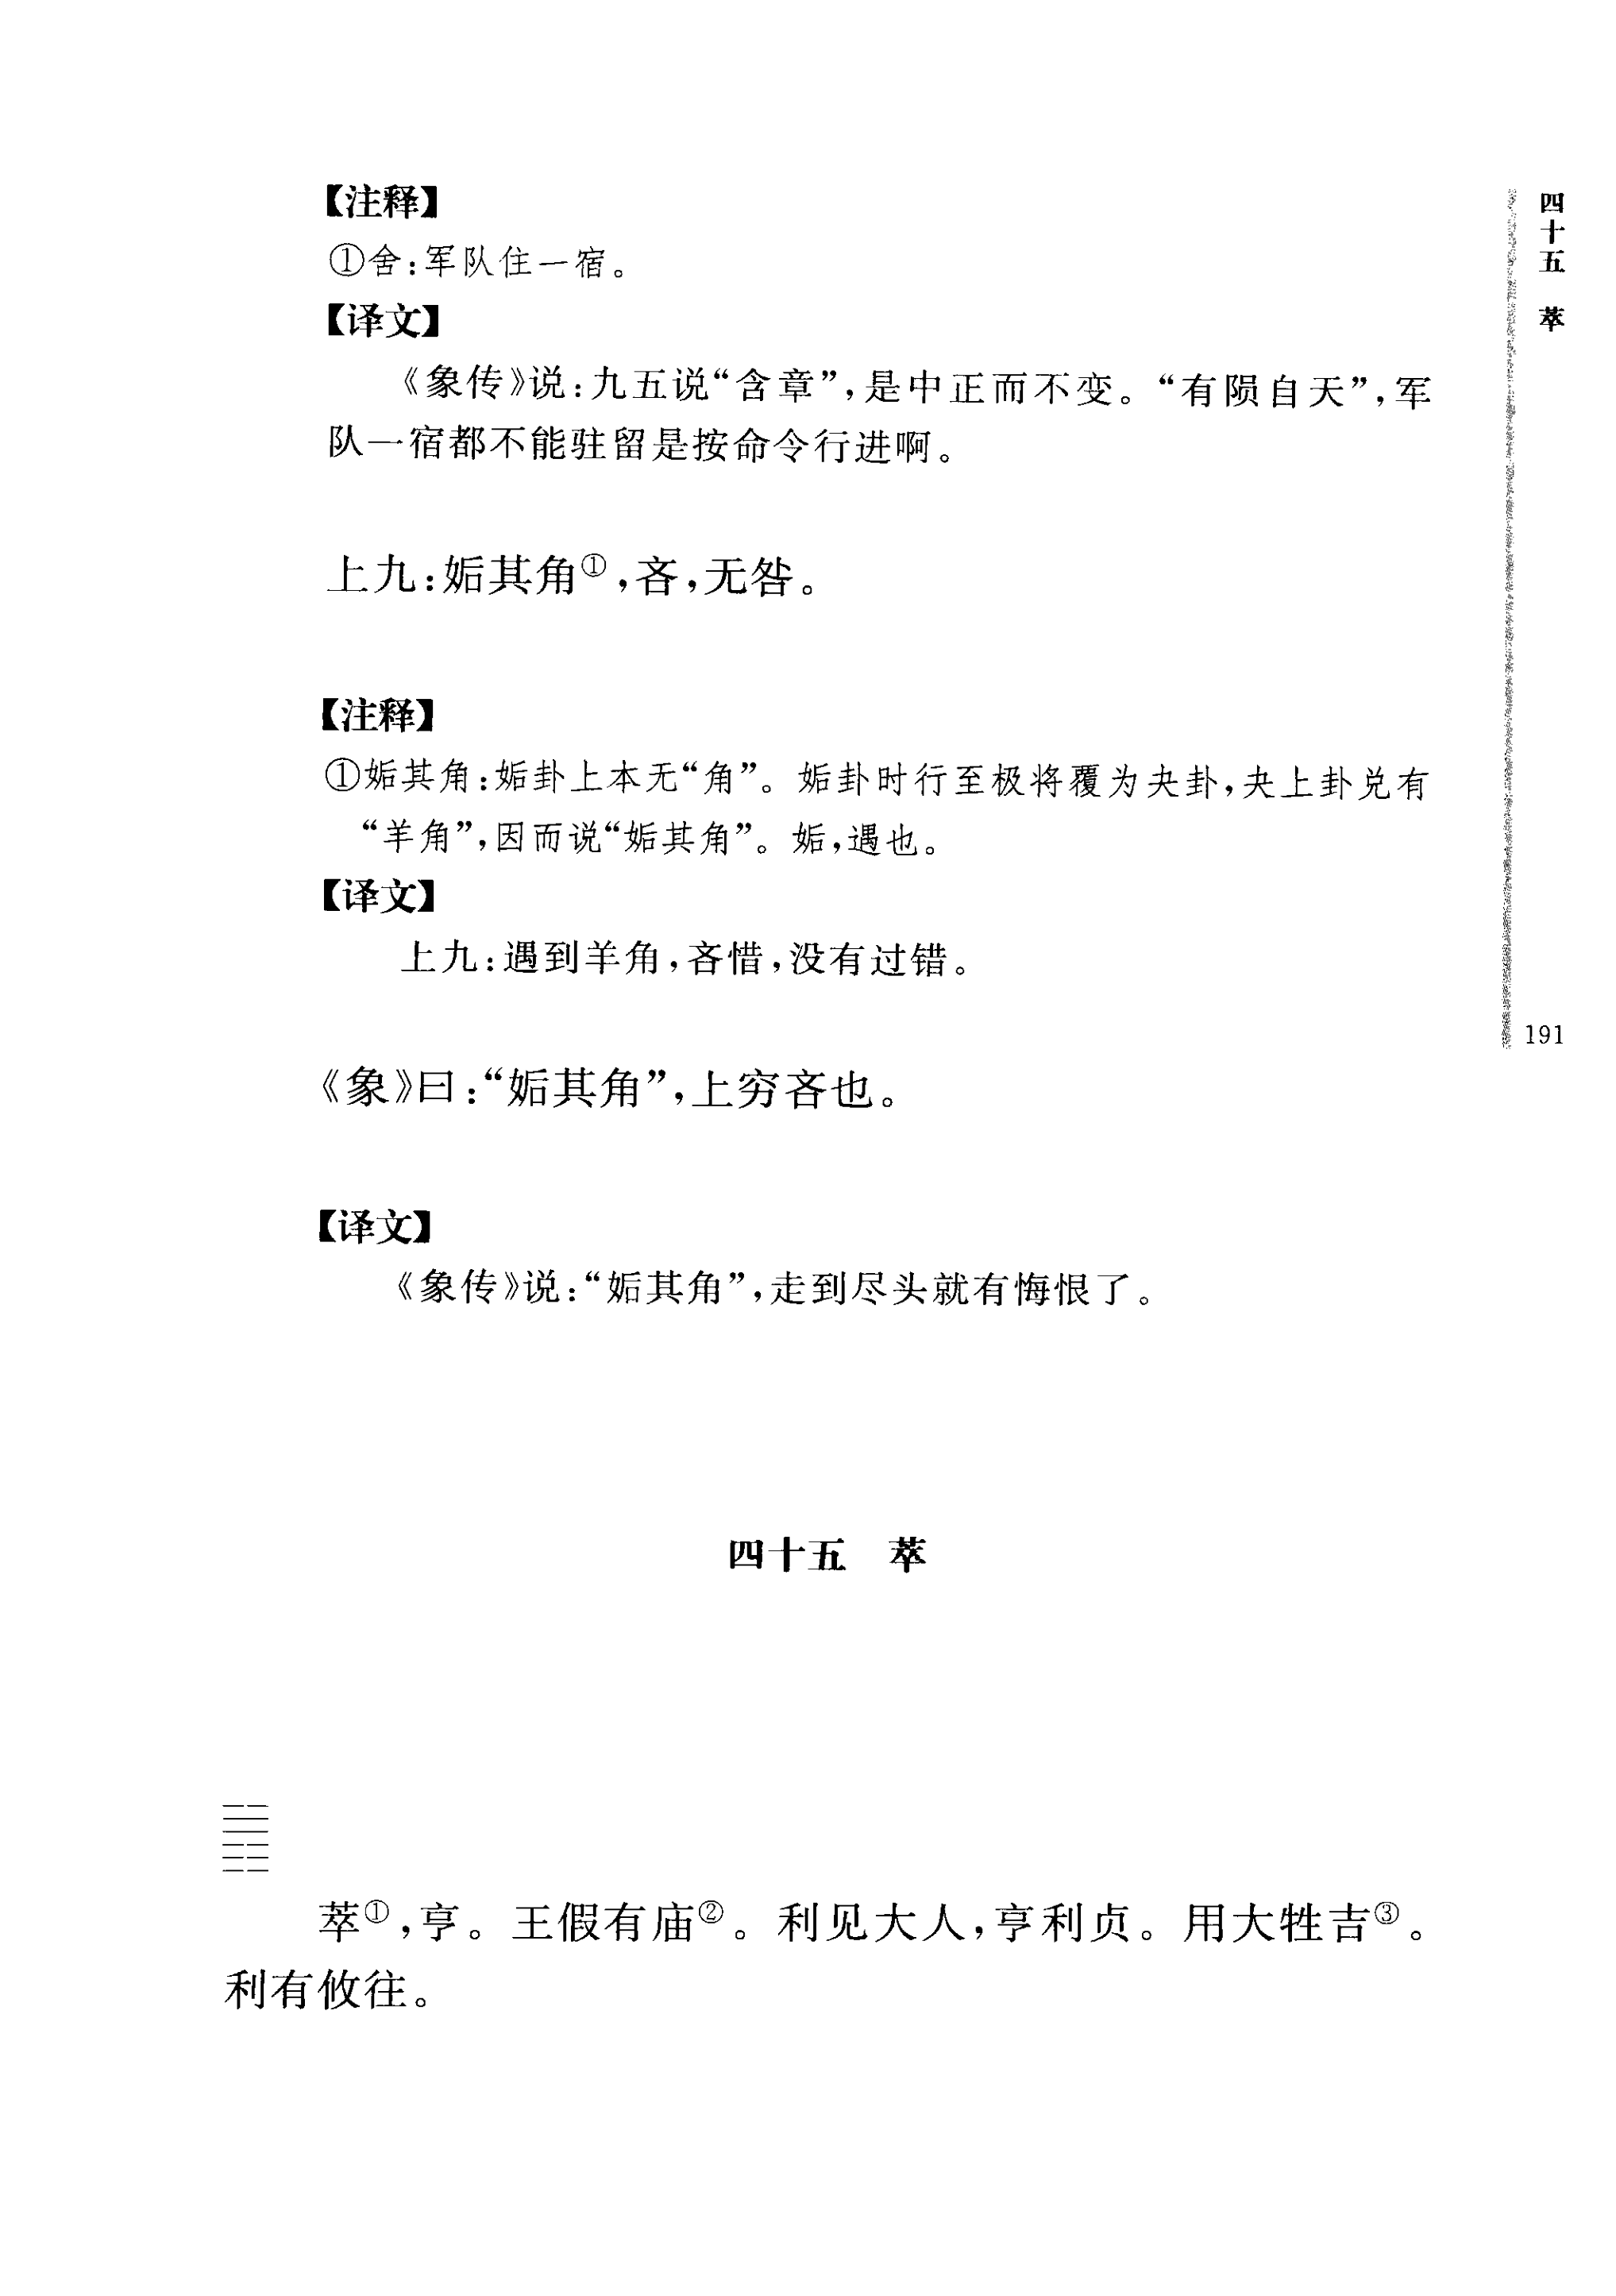 【注释】
①舍:军队住一宿。
【译文】
《象传》说:九五说“含章”,是中正而不变。“有陨自天”,军
队一宿都不能驻留是按命令行进啊。
上九:姤其角①,吝,无咎。
【注释】
①姤其角:姤卦上本无“角”。姤卦时行至极将覆为夬卦,夬上卦兑有
“羊角”,因而说“姤其角”。姤,遇也。
【译文】
上九:遇到羊角,吝惜,没有过错。
《象》曰:“姤其角”,上穷吝也。
【译文】
《象传》说:“姤其角”,走到尽头就有悔恨了。
四十五 萃
萃①,亨。王假有庙②。利见大人,亨利贞。用大牲吉③。
利有攸往。
四十五 萃
191